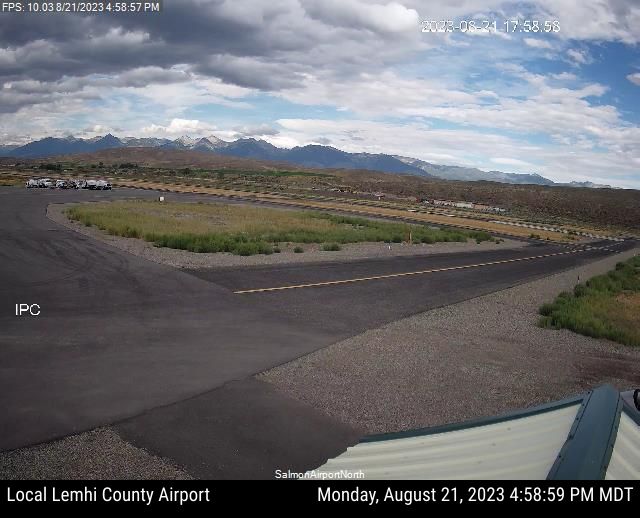 FPS: 10.03 8/21/2023 4:58:57 PM
2023-08-21 17:58:58
IPC
SalmonAirportNorth
Local Lemhi County Airport
Monday, August 21, 2023 4:58:59 PM MDT